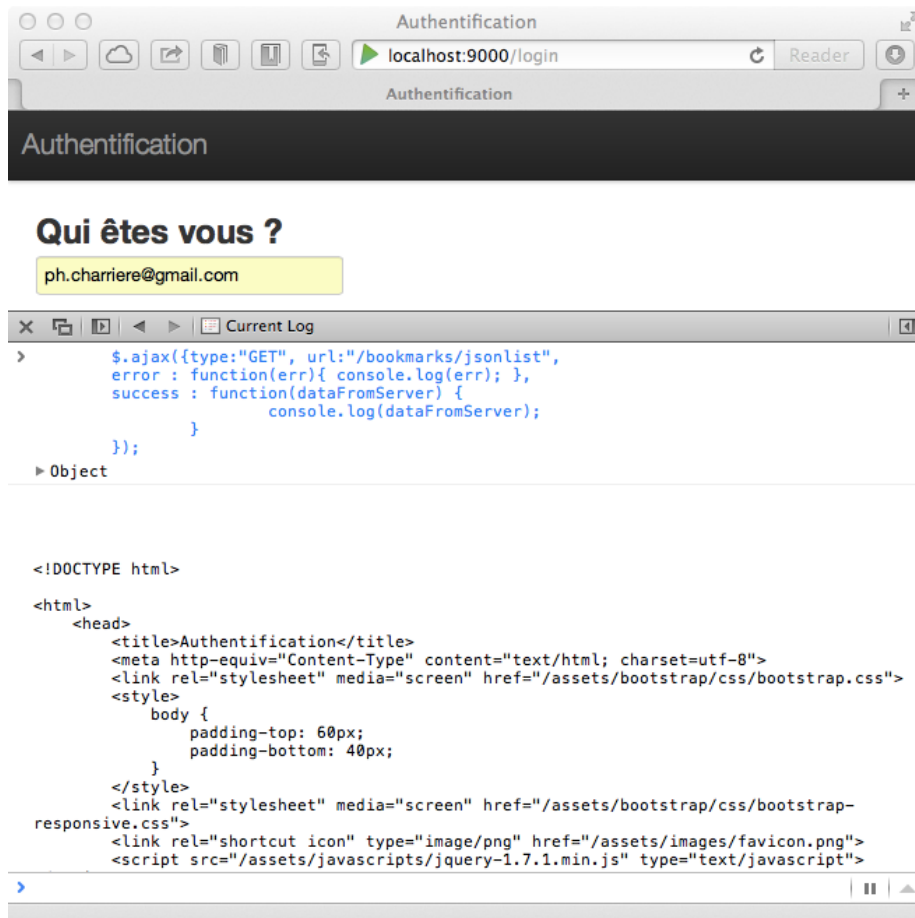 Authentification
localhost:9000/login
Reader
Authentification
Authentification
Qui êtes vous ?
ph.charriere@gmail.com
Current Log
> $.ajax({type:"GET", url:"/bookmarks/jsonlist",
error : function(err){ console.log(err); },
success : function(dataFromServer) {
console.log(dataFromServer);
}
});
Object
<!DOCTYPE html>
<html>
<head>
<title>Authentification</title>
<meta http-equiv="Content-Type" content="text/html; charset=utf-8">
<link rel="stylesheet" media="screen" href="/assets/bootstrap/css/bootstrap.css">
<style>
body {
padding-top: 60px;
padding-bottom: 40px;
}
</style>
<link rel="stylesheet" media="screen" href="/assets/bootstrap/css/bootstrap-
responsive.css">
<link rel="shortcut icon" type="image/png" href="/assets/images/favicon.png">
<script src="/assets/javascripts/jquery-1.7.1.min.js" type="text/javascript">
>